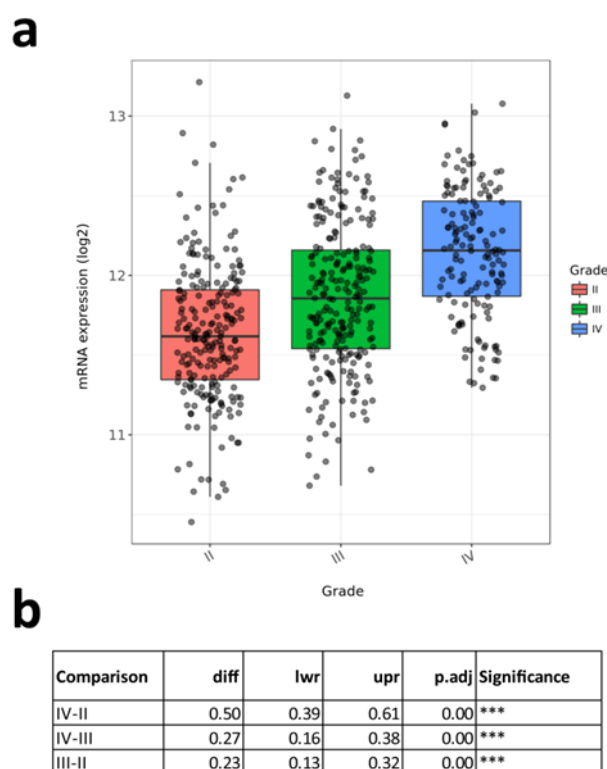 a
13
12
11
mRNA expression (log2)
II III IV
Grade
Grade
II
III
IV
b
Comparison diff lwr upr p.adj Significance
IV-II 0.50 0.39 0.61 0.00 ***
IV-III 0.27 0.16 0.38 0.00 ***
III-II 0.23 0.13 0.32 0.00 ***